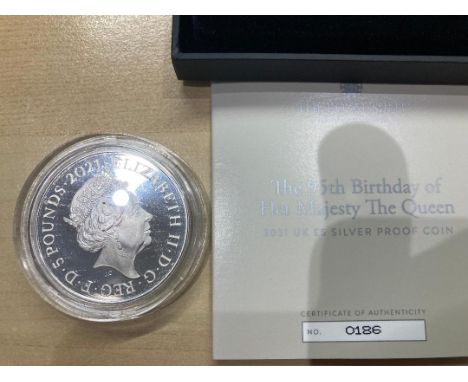 ELIZABETH II · D · G · REG · F · D · 5 POUNDS · 2021
The 95th Birthday of
Her Majesty The Queen
2021 UK £5 SILVER PROOF COIN
CERTIFICATE OF AUTHENTICITY
NO. 0186